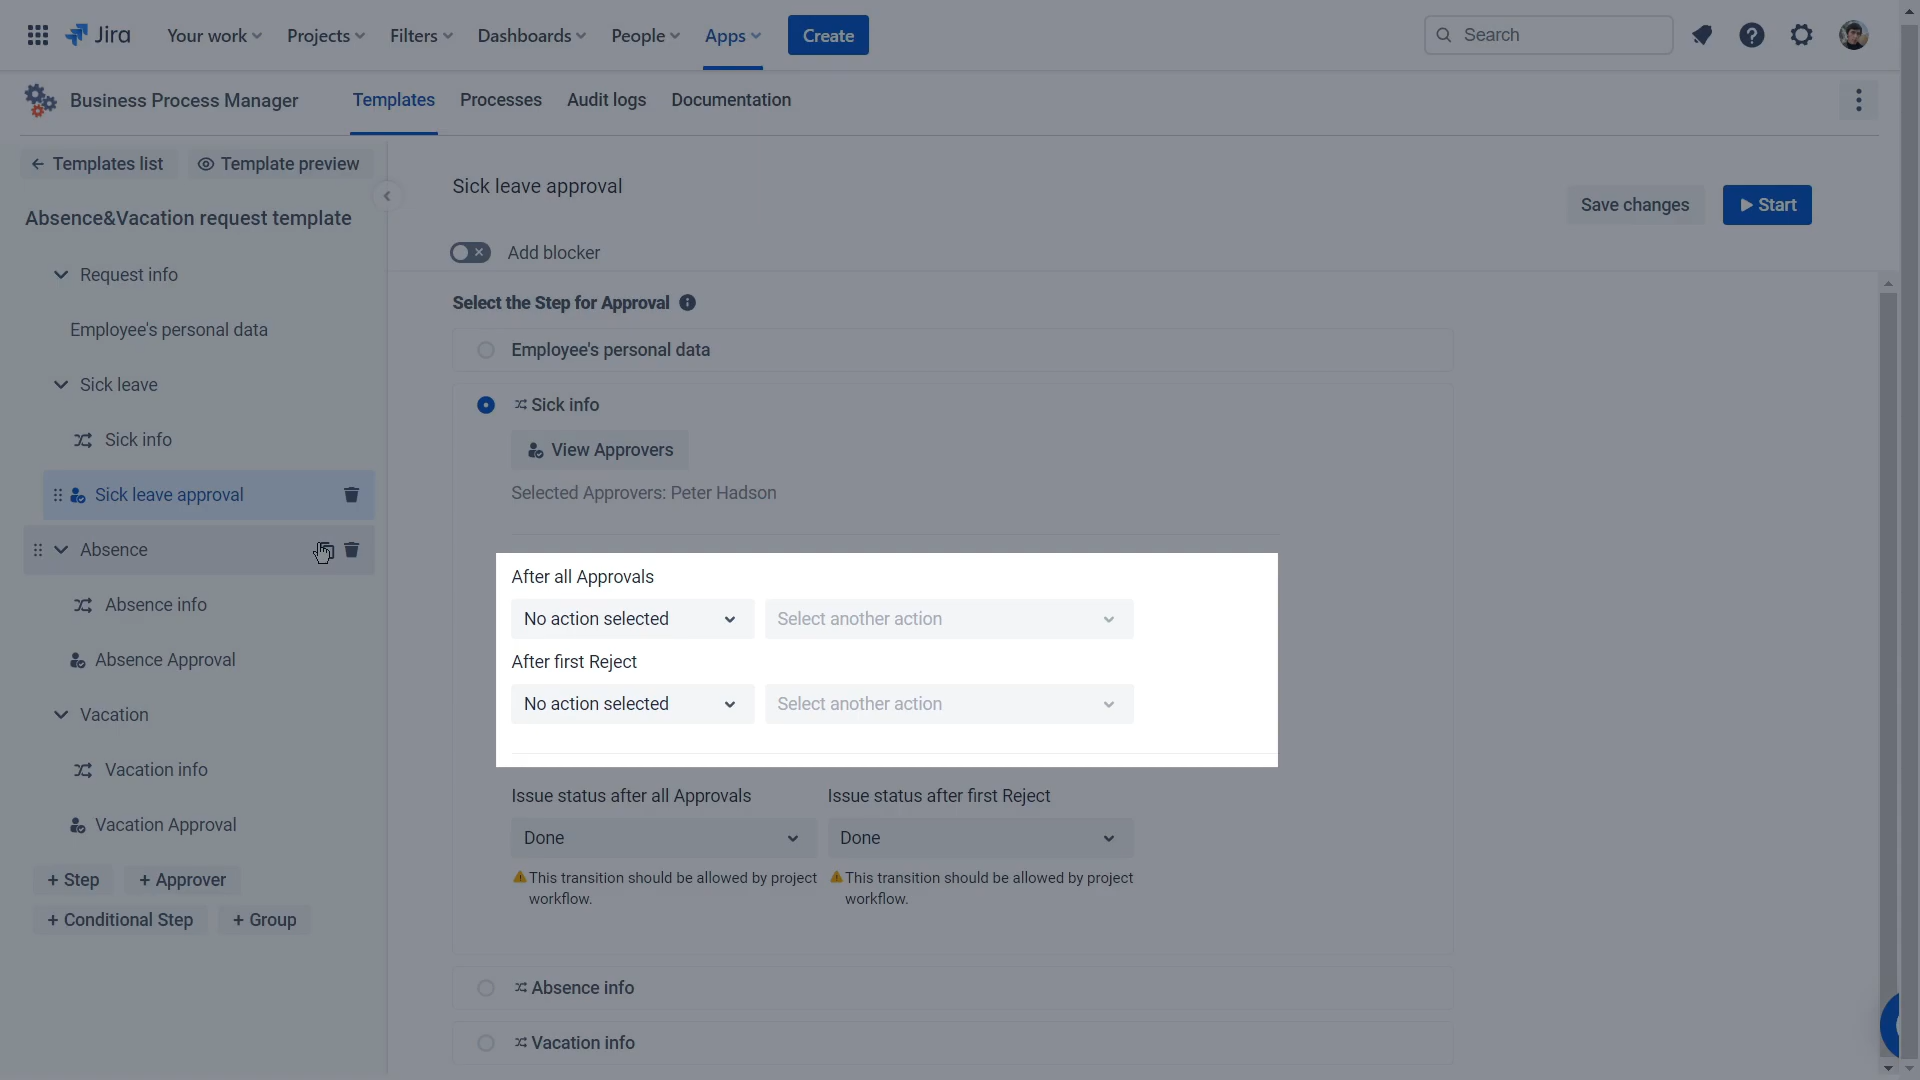 Jira Your work Projects Filters Dashboards People Apps Create Search
Business Process Manager Templates Processes Audit logs Documentation
Templates list Template preview
Absence&Vacation request template
Request info
Employee's personal data
Sick leave
Sick info
Sick leave approval
Absence
Absence info
Absence Approval
Vacation
Vacation info
Vacation Approval
+ Step + Approver
+ Conditional Step + Group
Sick leave approval
Save changes Start
Add blocker
Select the Step for Approval
Employee's personal data
Sick info
View Approvers
Selected Approvers: Peter Hadson
After all Approvals
No action selected Select another action
After first Reject
No action selected Select another action
Issue status after all Approvals Issue status after first Reject
Done Done
This transition should be allowed by project This transition should be allowed by project
workflow. workflow.
Absence info
Vacation info